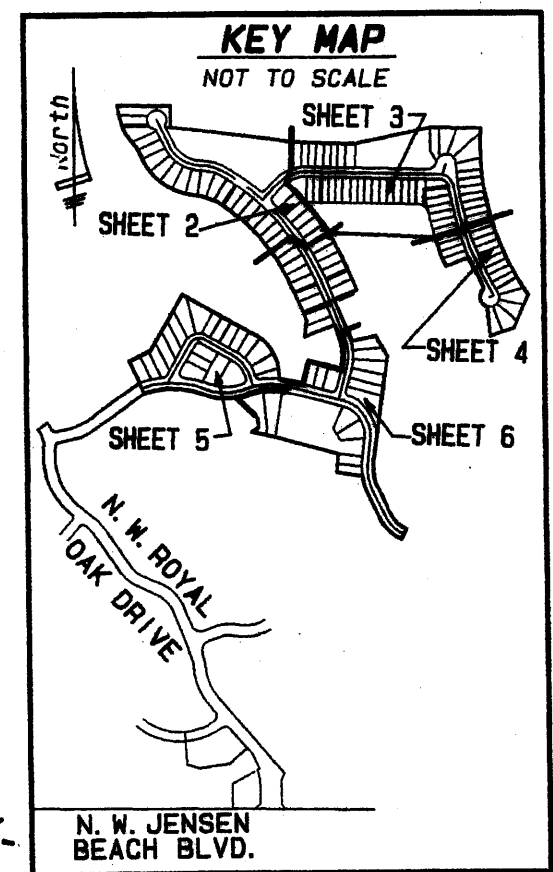 KEY MAP
NOT TO SCALE
North
SHEET 3
SHEET 2
SHEET 4
SHEET 5
SHEET 6
N. W. ROYAL
OAK DRIVE
N. W. JENSEN
BEACH BLVD.